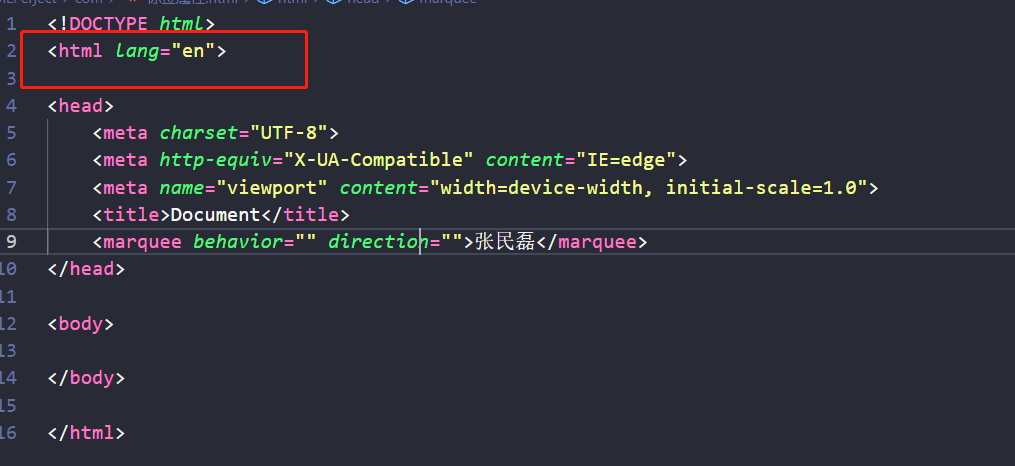 com
html
head
marquee
1 <!DOCTYPE html>
2 <html lang="en">
3
4 <head>
5 <meta charset="UTF-8">
6 <meta http-equiv="X-UA-Compatible" content="IE=edge">
7 <meta name="viewport" content="width=device-width, initial-scale=1.0">
8 <title>Document</title>
9 <marquee behavior="" direction="">张民磊</marquee>
10 </head>
11
12 <body>
13
14 </body>
15
16 </html>